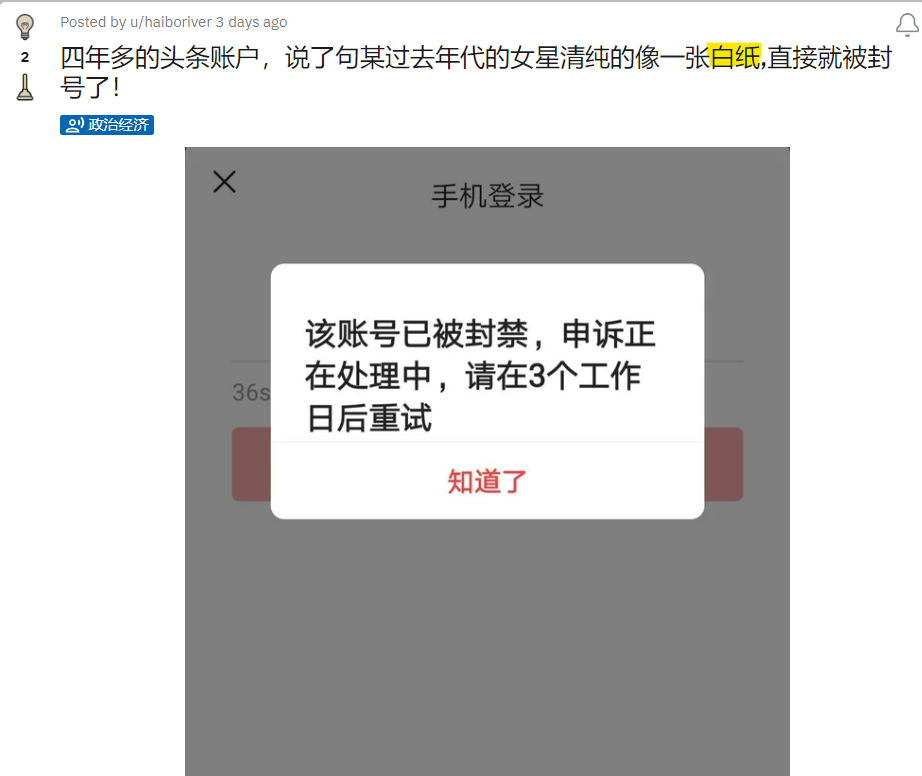 Posted by u/haiboriver 3 days ago
2
四年多的头条账户，说了句某过去年代的女星清纯的像一张白纸,直接就被封
号了！
政治经济
手机登录
该账号已被封禁，申诉正
在处理中，请在3个工作
日后重试
36s
知道了